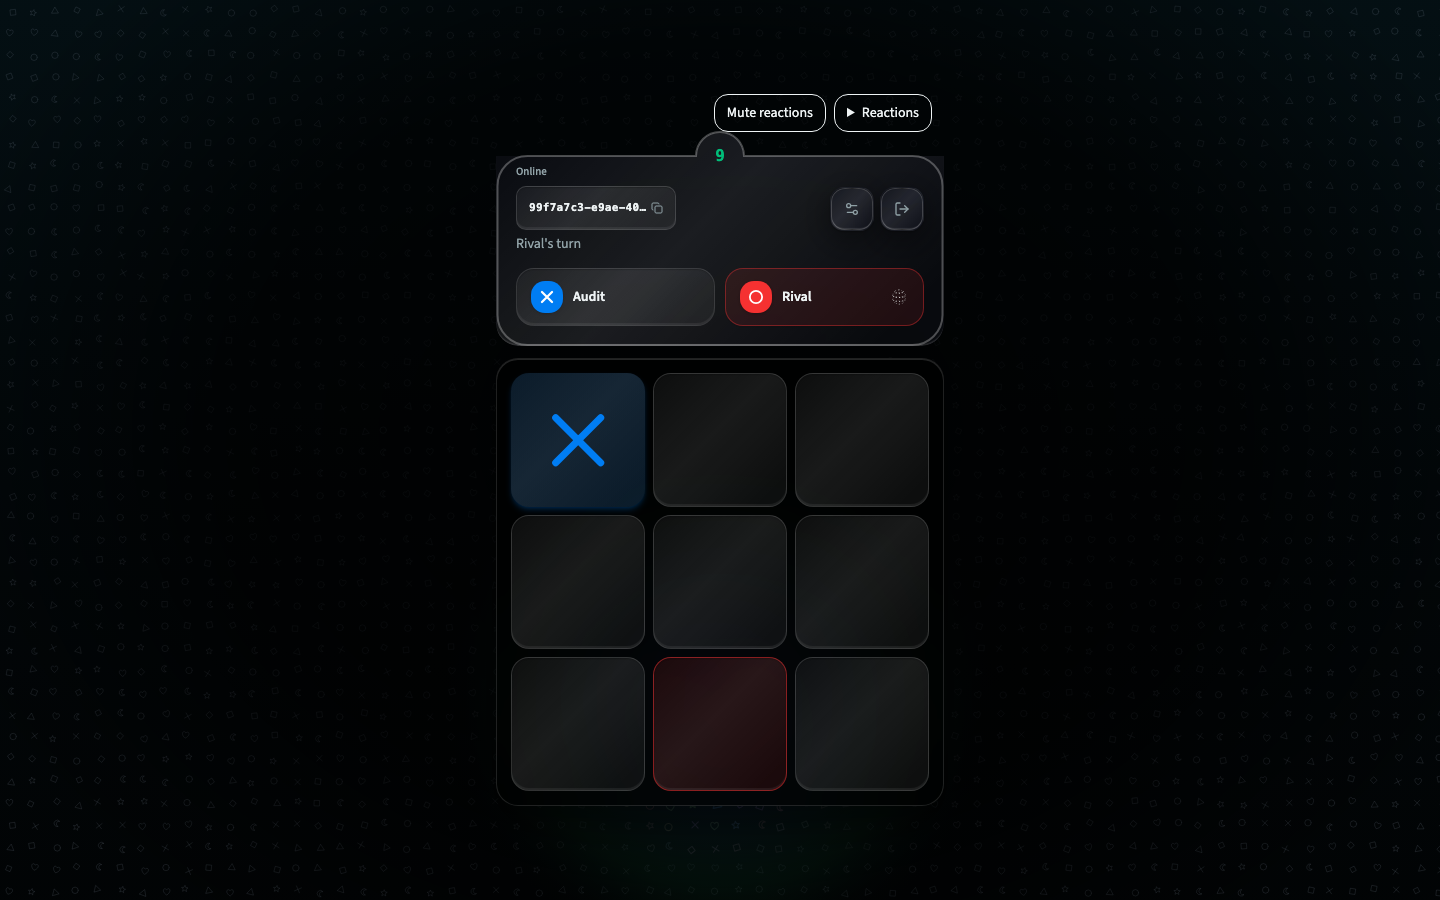 Mute reactions
Reactions
9
Online
99f7a7c3-e9ae-40…
Rival's turn
Audit
Rival